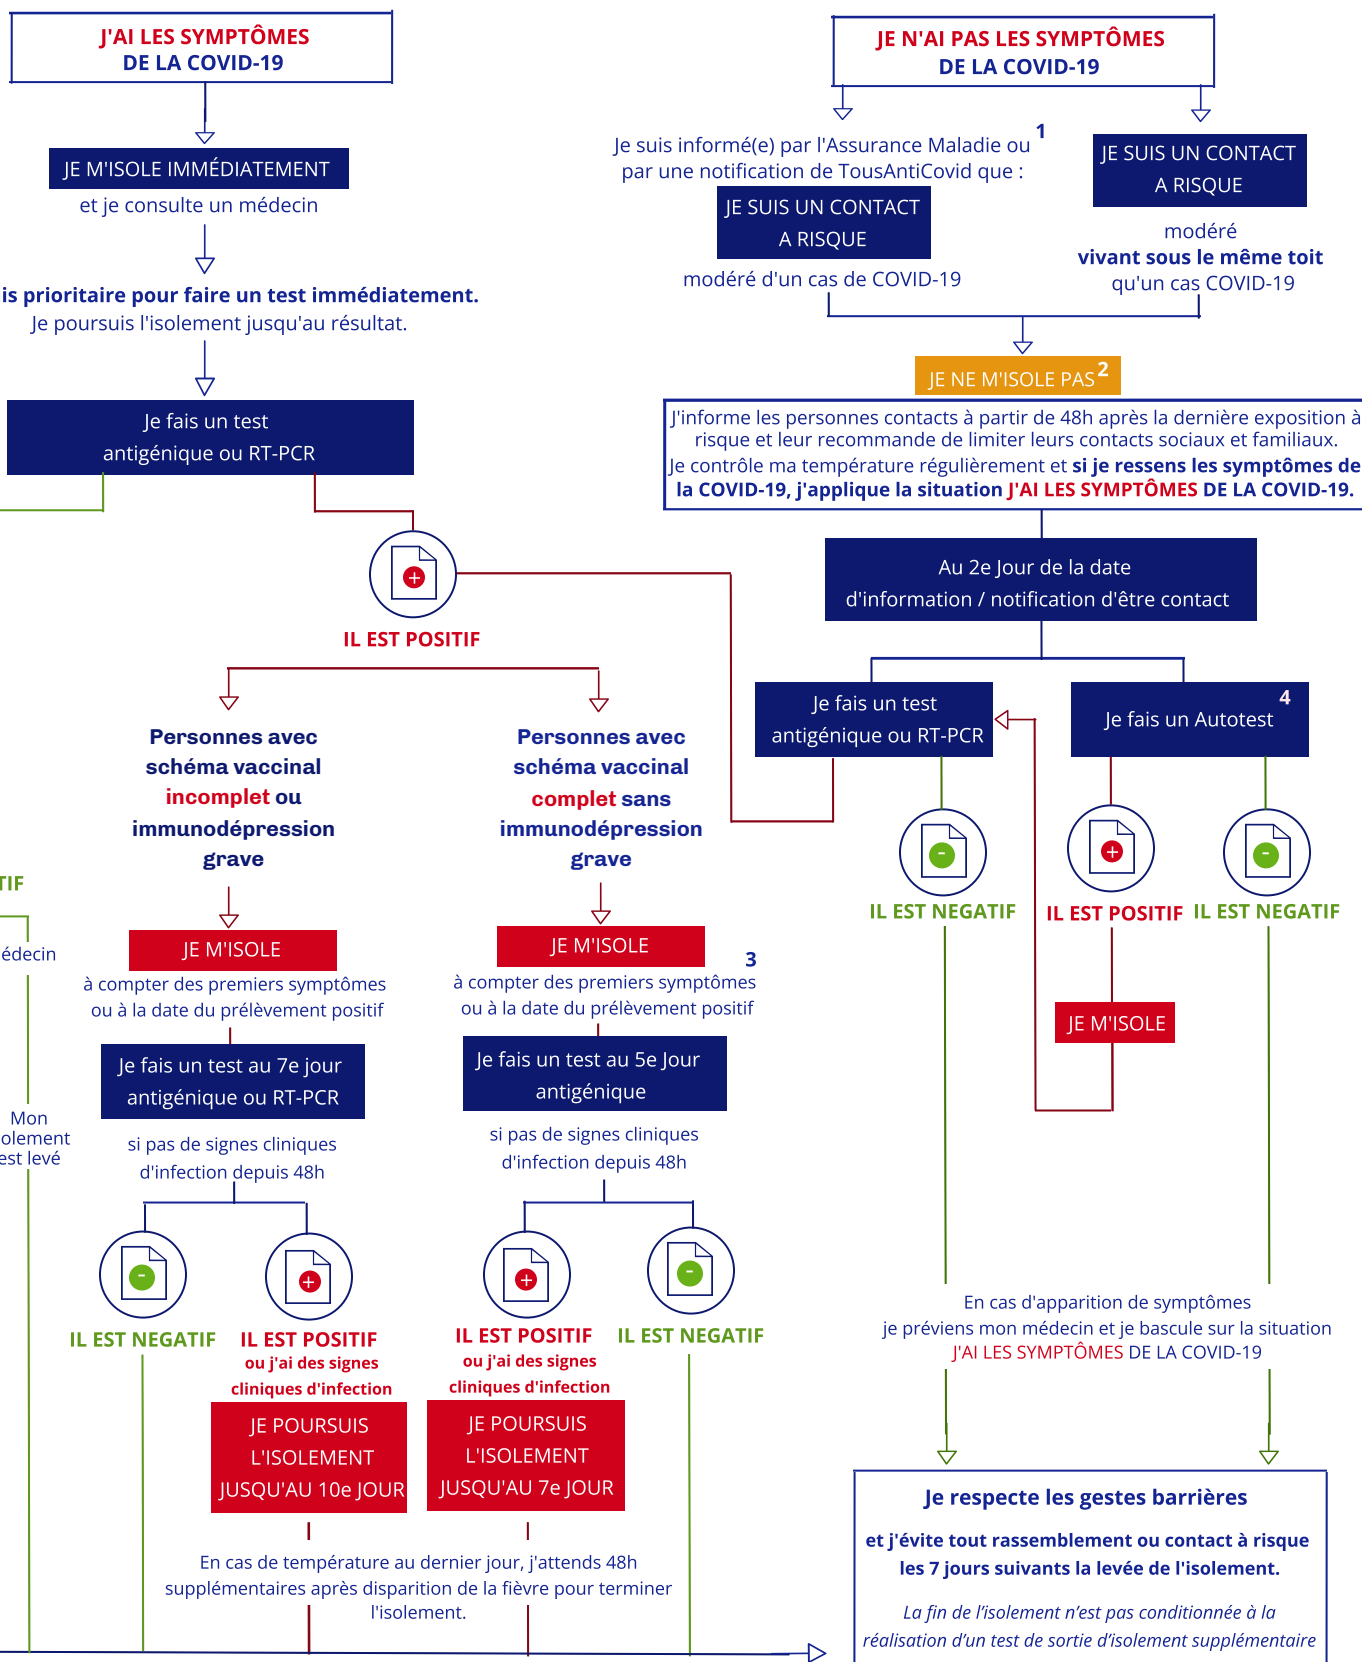 J'AI LES SYMPTÔMES
DE LA COVID-19
JE M'ISOLE IMMÉDIATEMENT
et je consulte un médecin
prioritaire pour faire un test immédiatement.
Je poursuis l'isolement jusqu'au résultat.
Je fais un test
antigénique ou RT-PCR
IL EST POSITIF
JE N'AI PAS LES SYMPTÔMES
DE LA COVID-19
Je suis informé(e) par l'Assurance Maladie ou 1
par une notification de TousAntiCovid que :
JE SUIS UN CONTACT
A RISQUE
modéré d'un cas de COVID-19
JE SUIS UN CONTACT
A RISQUE
modéré
vivant sous le même toit
qu'un cas COVID-19
JE NE M'ISOLE PAS 2
J'informe les personnes contacts à partir de 48h après la dernière exposition à
risque et leur recommande de limiter leurs contacts sociaux et familiaux.
Je contrôle ma température régulièrement et si je ressens les symptômes de
la COVID-19, j'applique la situation J'AI LES SYMPTÔMES DE LA COVID-19.
Au 2e Jour de la date
d'information / notification d'être contact
Je fais un test
antigénique ou RT-PCR
Je fais un Autotest 4
IL EST NEGATIF
IL EST POSITIF
IL EST NEGATIF
JE M'ISOLE
Personnes avec
schéma vaccinal
incomplet ou
immunodépression
grave
JE M'ISOLE
à compter des premiers symptômes
ou à la date du prélèvement positif
Je fais un test au 7e jour
antigénique ou RT-PCR
si pas de signes cliniques
d'infection depuis 48h
IL EST NEGATIF
IL EST POSITIF
ou j'ai des signes
cliniques d'infection
JE POURSUIS
L'ISOLEMENT
JUSQU'AU 10e JOUR
Personnes avec
schéma vaccinal
complet sans
immunodépression
grave
JE M'ISOLE
3
à compter des premiers symptômes
ou à la date du prélèvement positif
Je fais un test au 5e Jour
antigénique
si pas de signes cliniques
d'infection depuis 48h
IL EST POSITIF
ou j'ai des signes
cliniques d'infection
IL EST NEGATIF
JE POURSUIS
L'ISOLEMENT
JUSQU'AU 7e JOUR
Mon
est levé
En cas de température au dernier jour, j'attends 48h
supplémentaires après disparition de la fièvre pour terminer
l'isolement.
En cas d'apparition de symptômes
je préviens mon médecin et je bascule sur la situation
J'AI LES SYMPTÔMES DE LA COVID-19
Je respecte les gestes barrières
et j'évite tout rassemblement ou contact à risque
les 7 jours suivants la levée de l'isolement.
La fin de l’isolement n’est pas conditionnée à la
réalisation d’un test de sortie d’isolement supplémentaire